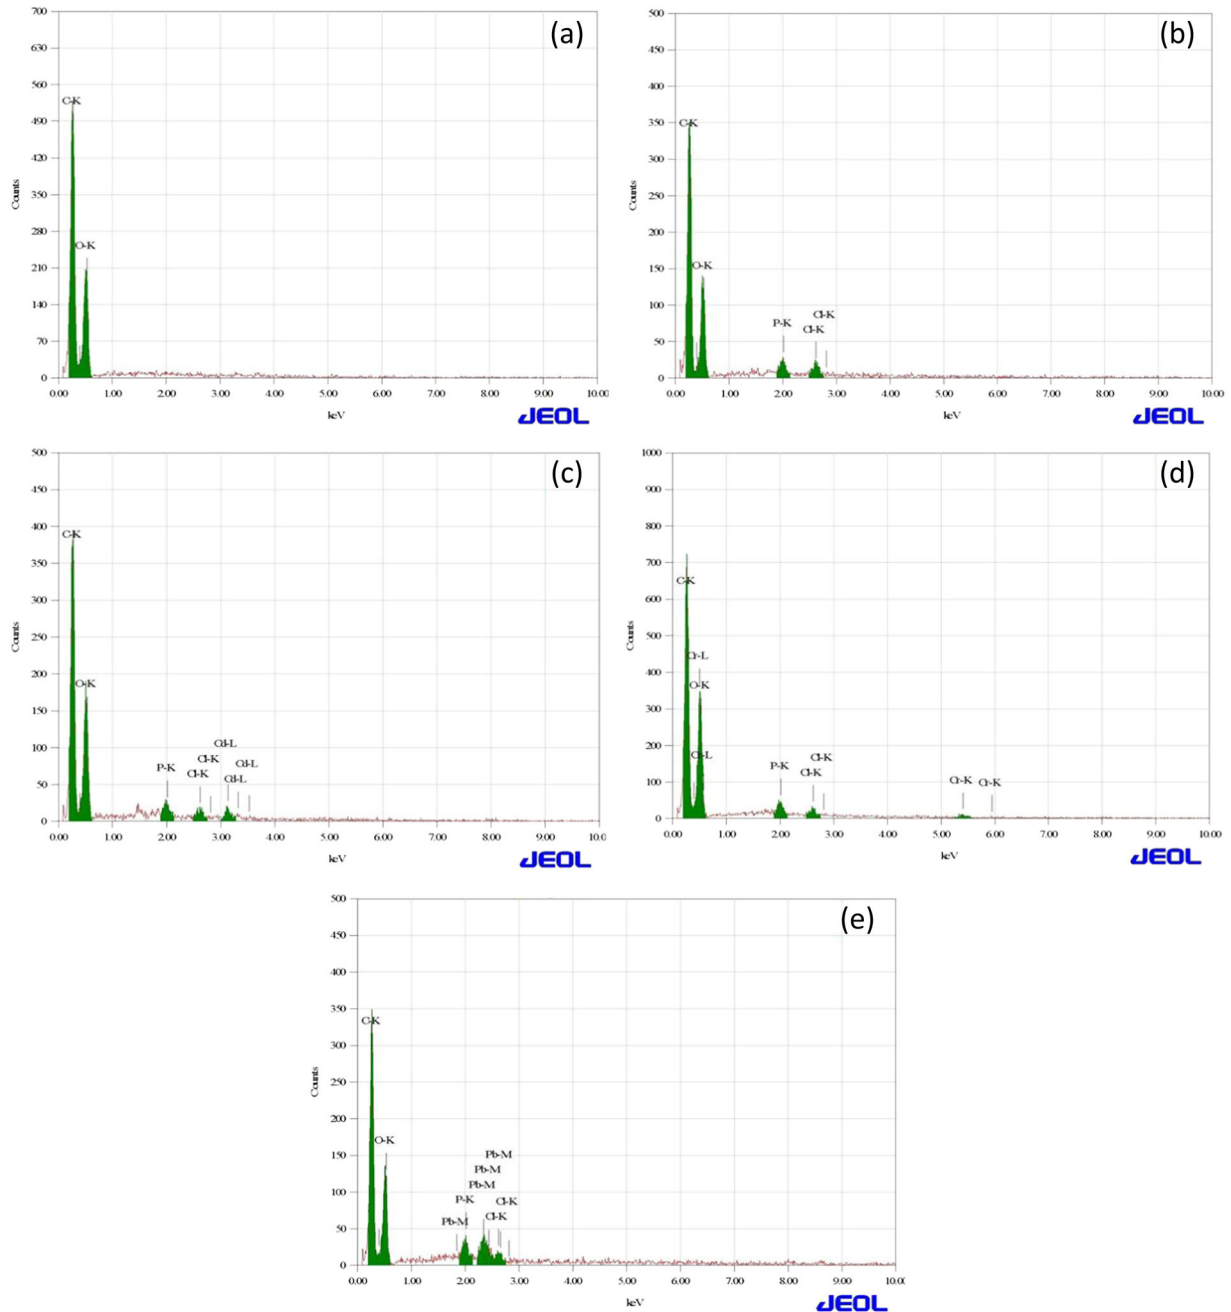 (a)
700
630
560
490
420
350
280
210
140
70
0
Counts
C-K
O-K
0.00 1.00 2.00 3.00 4.00 5.00 6.00 7.00 8.00 9.00 10.00
keV
JEOL
(b)
500
450
400
350
300
250
200
150
100
50
0
Counts
C-K
O-K
Cl-K
P-K
Cl-K
0.00 1.00 2.00 3.00 4.00 5.00 6.00 7.00 8.00 9.00 10.00
keV
JEOL
(c)
500
450
400
350
300
250
200
150
100
50
0
Counts
C-K
O-K
Cd-L
Cl-K
Cd-L
P-K
Cl-K
Cd-L
0.00 1.00 2.00 3.00 4.00 5.00 6.00 7.00 8.00 9.00 10.0
keV
JEOL
(d)
1000
900
800
700
600
500
400
300
200
100
0
Counts
C-K
Cr-L
O-K
Cr-L
Cl-K
P-K
Cl-K
Cr-K
Cr-K
0.00 1.00 2.00 3.00 4.00 5.00 6.00 7.00 8.00 9.00 10.00
keV
JEOL
(e)
500
450
400
350
300
250
200
150
100
50
0
Counts
C-K
O-K
Pb-M
Pb-M
Pb-M
P-K
Cl-K
Pb-M
Cl-K
0.00 1.00 2.00 3.00 4.00 5.00 6.00 7.00 8.00 9.00 10.00
keV
JEOL